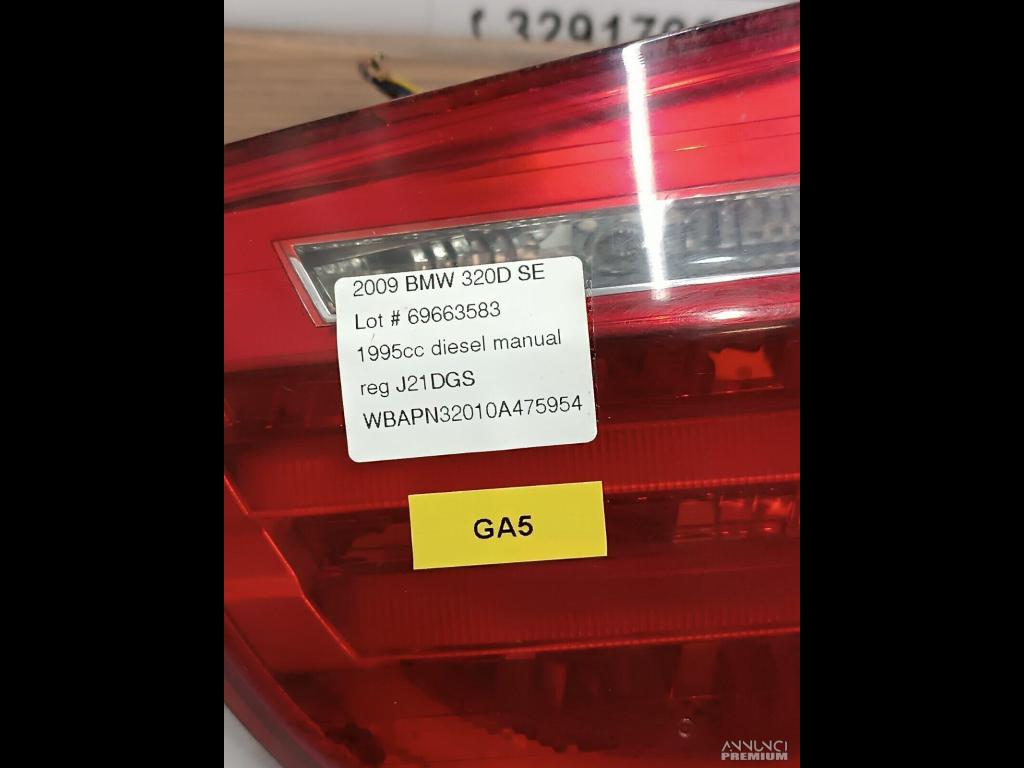 2009 BMW 320D SE
Lot # 69663583
1995cc diesel manual
reg J21DGS
WBAPN32010A475954
GA5
ANNUNCI
PREMIUM